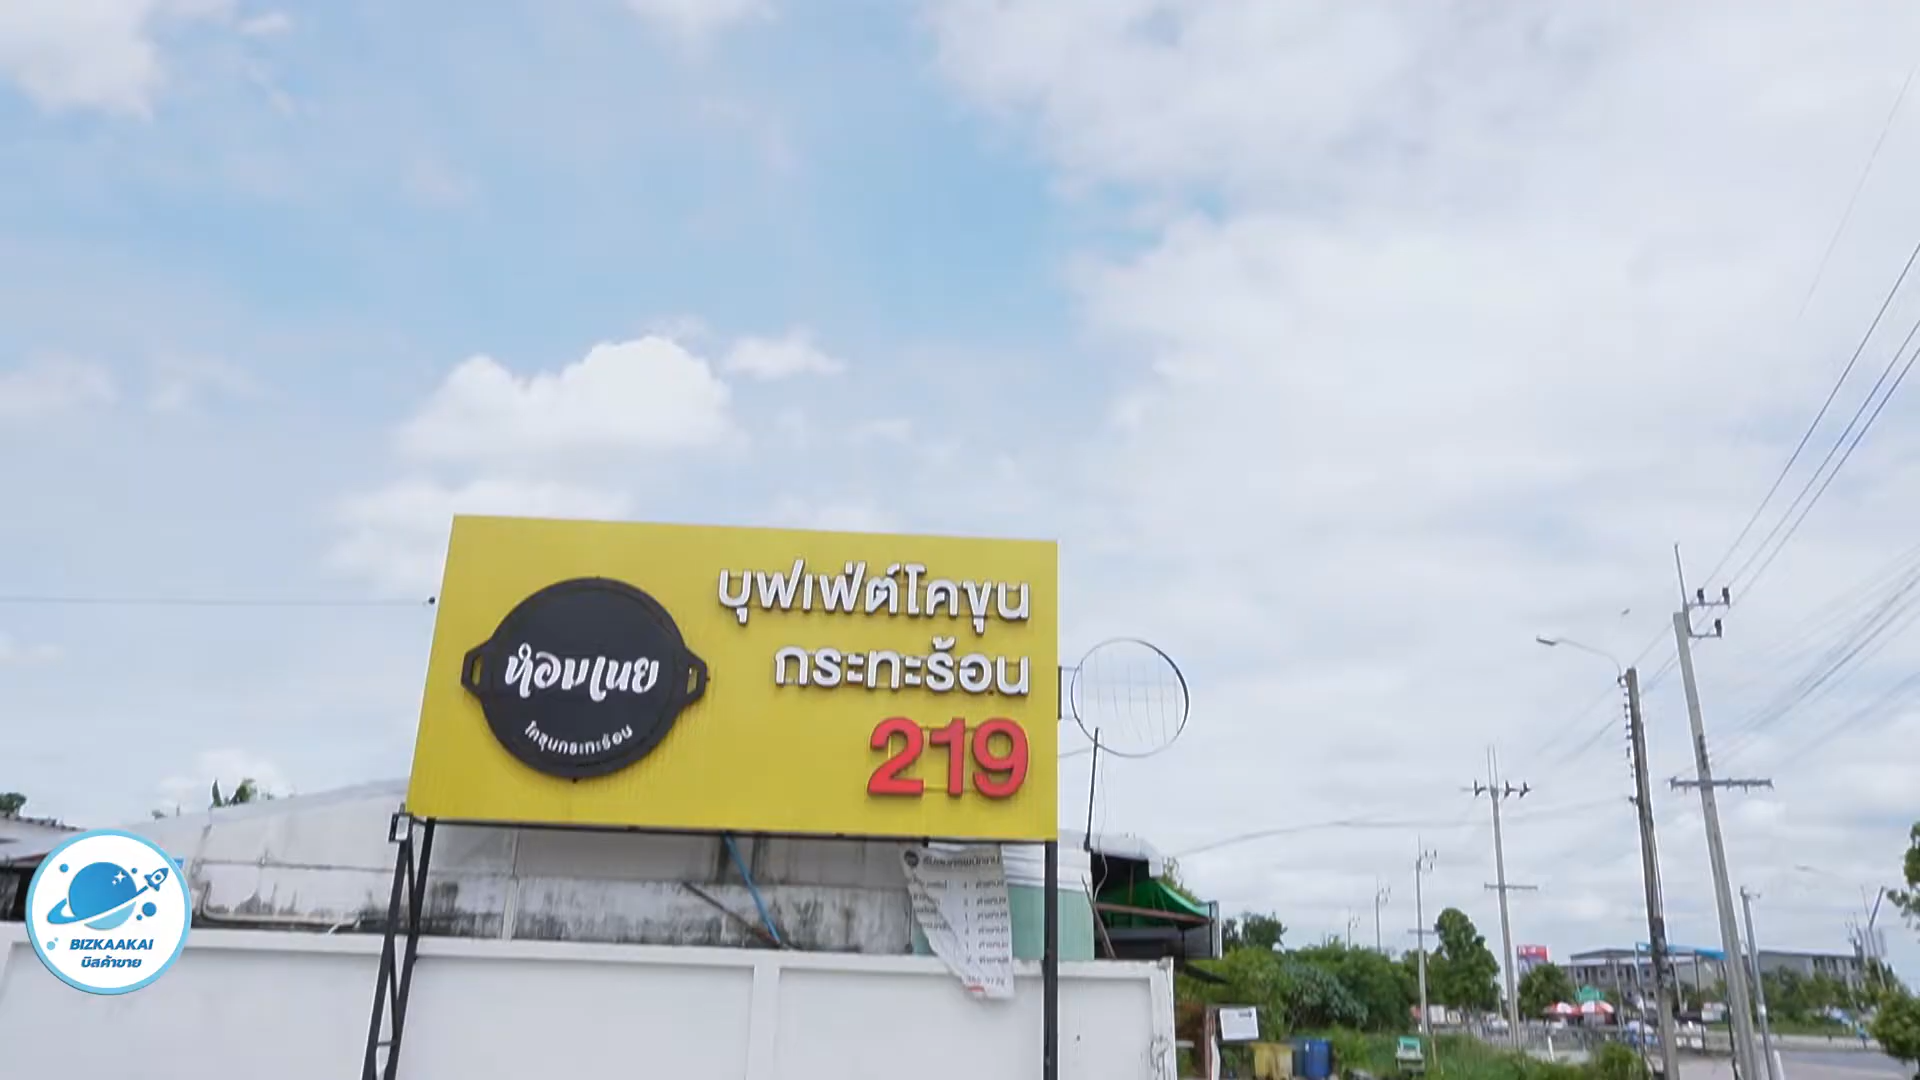 บุฟเฟ่ต์โคขุน
กระทะร้อน
219
หอมเนย
โคขุนกระทะร้อน
BIZKAAKAI
บิสค้าขาย